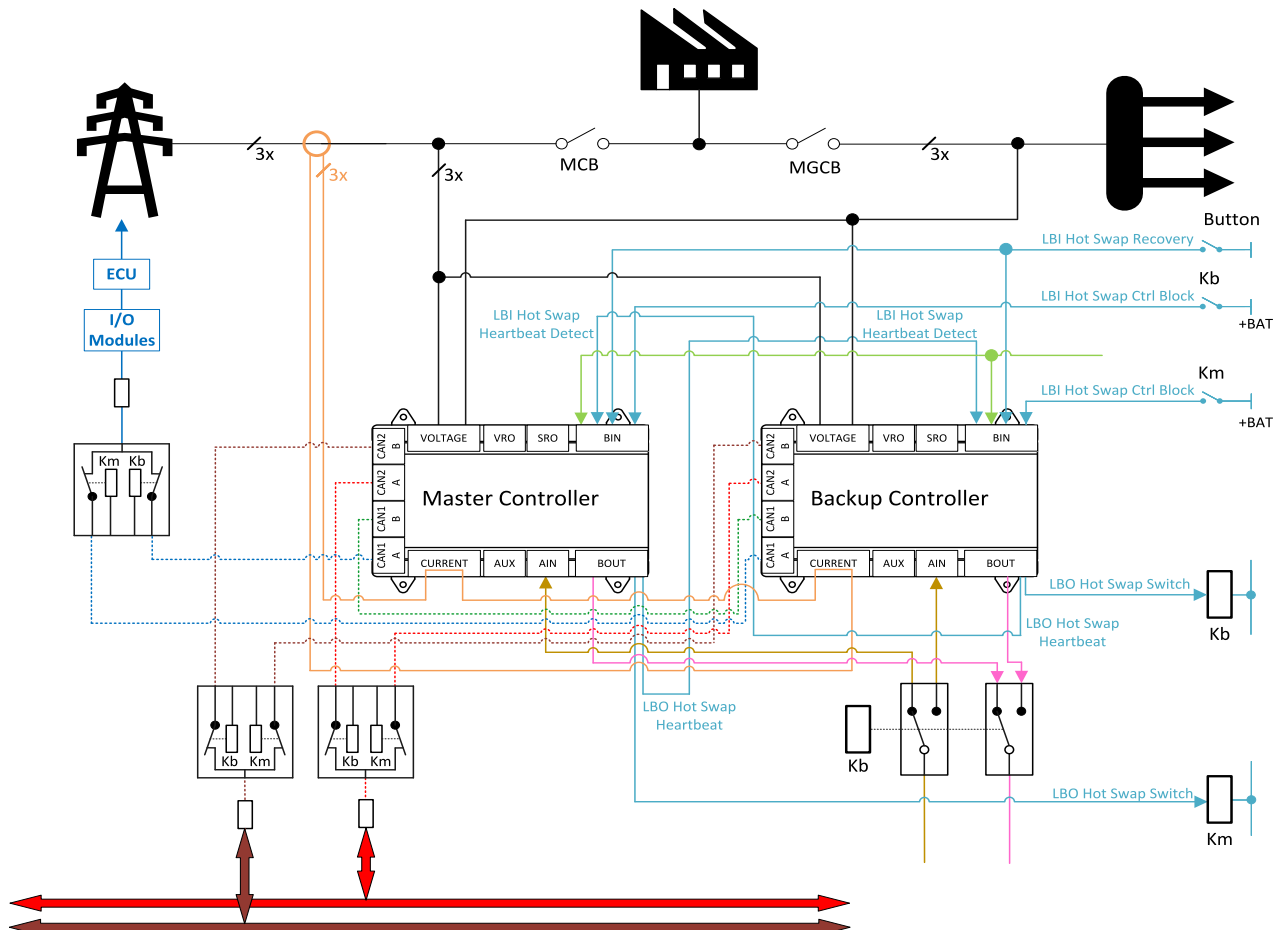 3x
3x
3x
MCB
MGCB
3x
Button
LBI Hot Swap Recovery
Kb
LBI Hot Swap Ctrl Block
+BAT
ECU
I/O
Modules
LBI Hot Swap
Heartbeat Detect
LBI Hot Swap
Heartbeat Detect
Km
LBI Hot Swap Ctrl Block
+BAT
Km
Kb
VOLTAGE
VRO
SRO
BIN
CAN2
B
CAN2
A
CAN1
B
CAN1
A
Master Controller
CURRENT
AUX
AIN
BOUT
VOLTAGE
VRO
SRO
BIN
CAN2
B
CAN2
A
CAN1
B
CAN1
A
Backup Controller
CURRENT
AUX
AIN
BOUT
LBO Hot Swap Switch
Kb
LBO Hot Swap
Heartbeat
LBO Hot Swap
Heartbeat
Kb
Km
Kb
Km
Kb
LBO Hot Swap Switch
Km